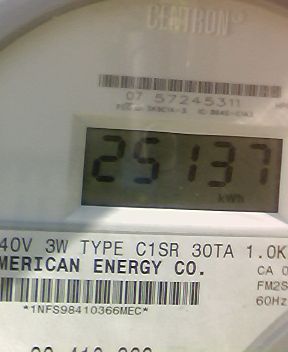 CENTRON®
07 57245311
25137
kWh
40V 3W TYPE C1SR 30TA 1.0K
MERICAN ENERGY CO.
CA 0
FM2S
60Hz
*1NFS98410366MEC*